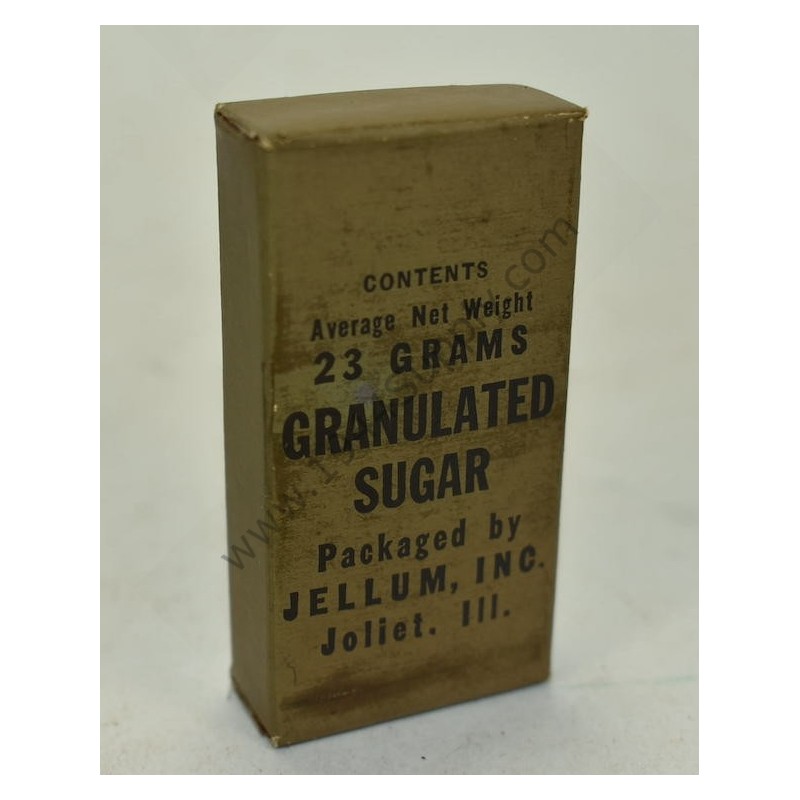 CONTENTS
Average Net Weight
23 GRAMS
GRANULATED
SUGAR
Packaged by
JELLUM, INC.
Joliet, Ill.